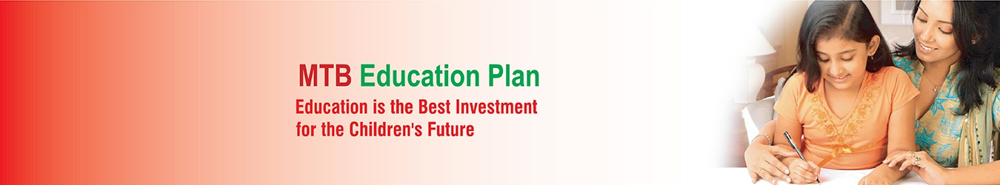 MTB Education Plan
Education is the Best Investment
for the Children's Future